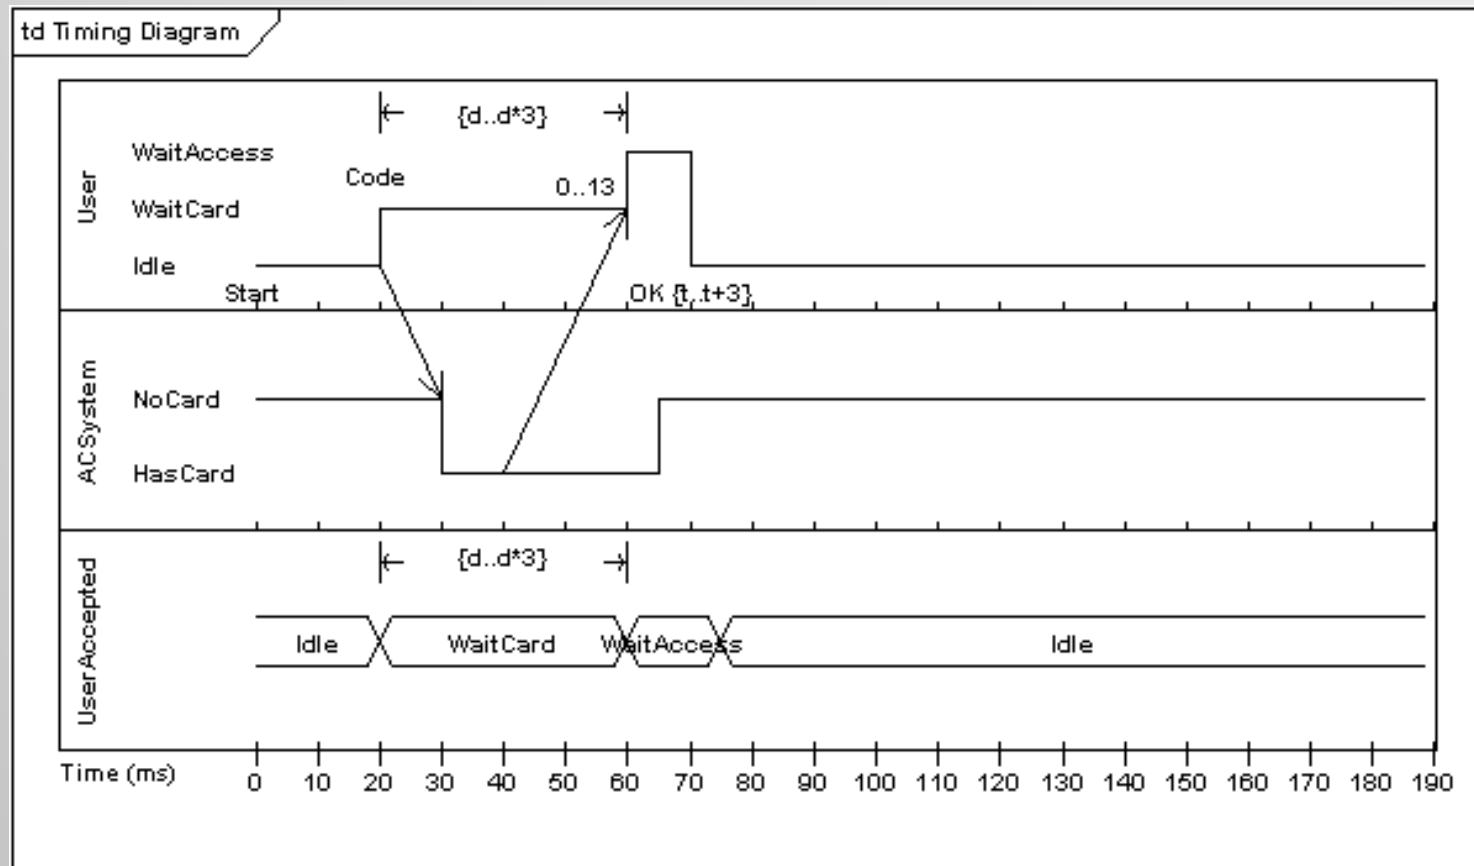 td Timing Diagram
{d..d*3}
WaitAccess
Code
0..13
User
WaitCard
Idle
Start
OK {t..t+3}
ACSystem
NoCard
HasCard
{d..d*3}
UserAccepted
Idle
WaitCard
WaitAccess
Idle
Time (ms)
0 10 20 30 40 50 60 70 80 90 100 110 120 130 140 150 160 170 180 190